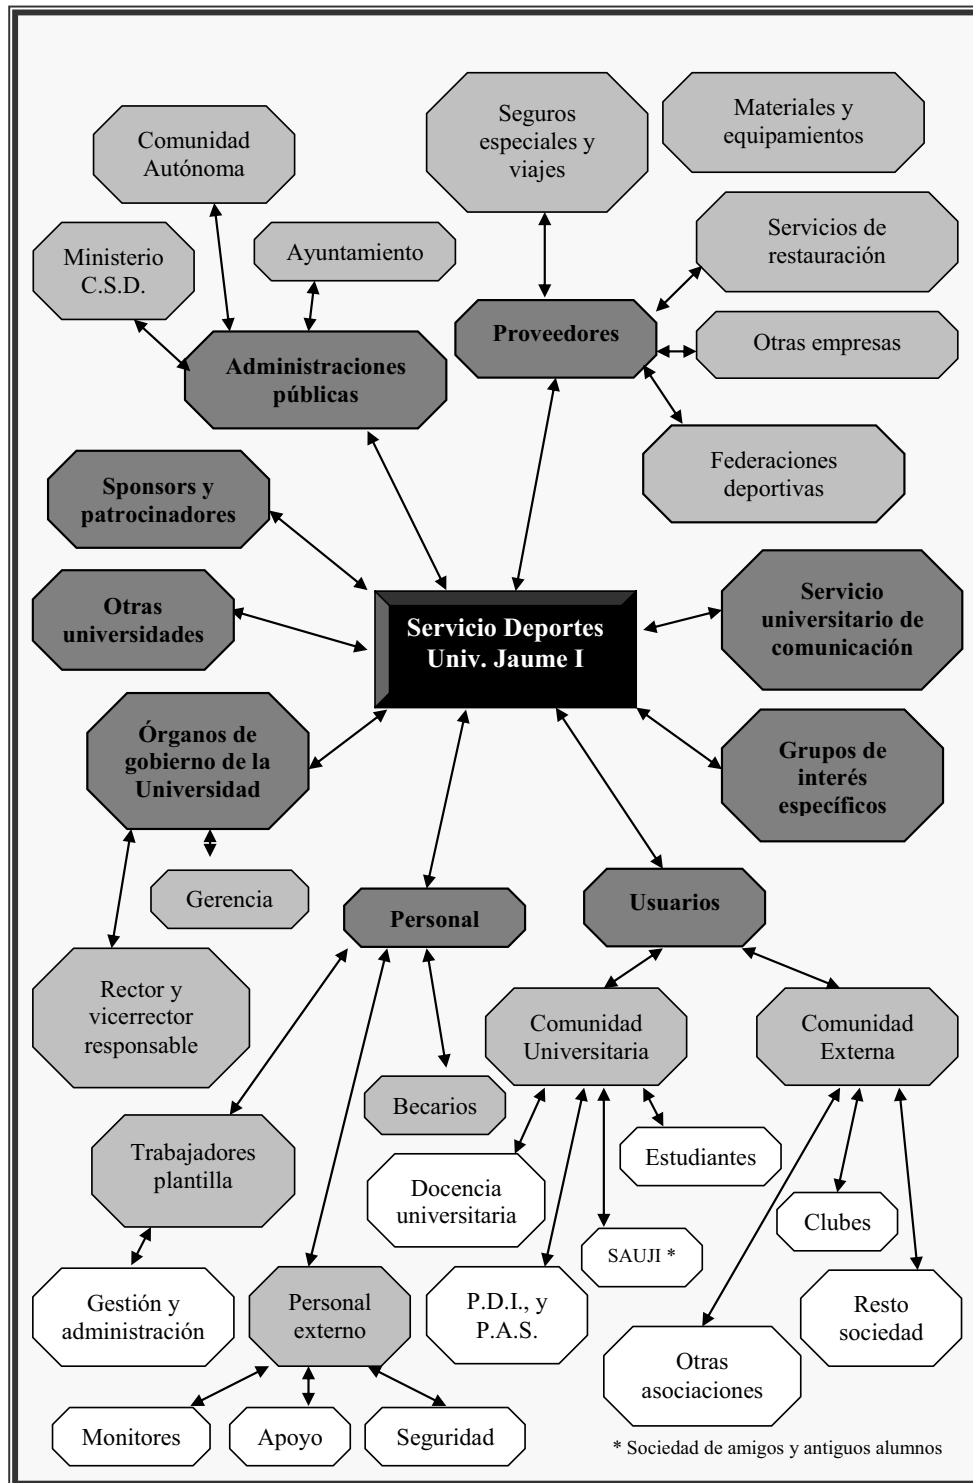 Seguros
especiales y
viajes
Materiales y
equipamientos
Comunidad
Autónoma
Servicios de
restauración
Ministerio
C.S.D.
Ayuntamiento
Proveedores
Otras empresas
Administraciones
públicas
Federaciones
deportivas
Sponsors y
patrocinadores
Otras
universidades
Servicio Deportes
Univ. Jaume I
Servicio
universitario de
comunicación
Órganos de
gobierno de la
Universidad
Grupos de
interés
específicos
Gerencia
Personal
Usuarios
Rector y
vicerrector
responsable
Comunidad
Universitaria
Comunidad
Externa
Becarios
Trabajadores
plantilla
Docencia
universitaria
Estudiantes
Clubes
SAUJI *
Gestión y
administración
Personal
externo
P.D.I., y
P.A.S.
Resto
sociedad
Otras
asociaciones
Monitores
Apoyo
Seguridad
* Sociedad de amigos y antiguos alumnos